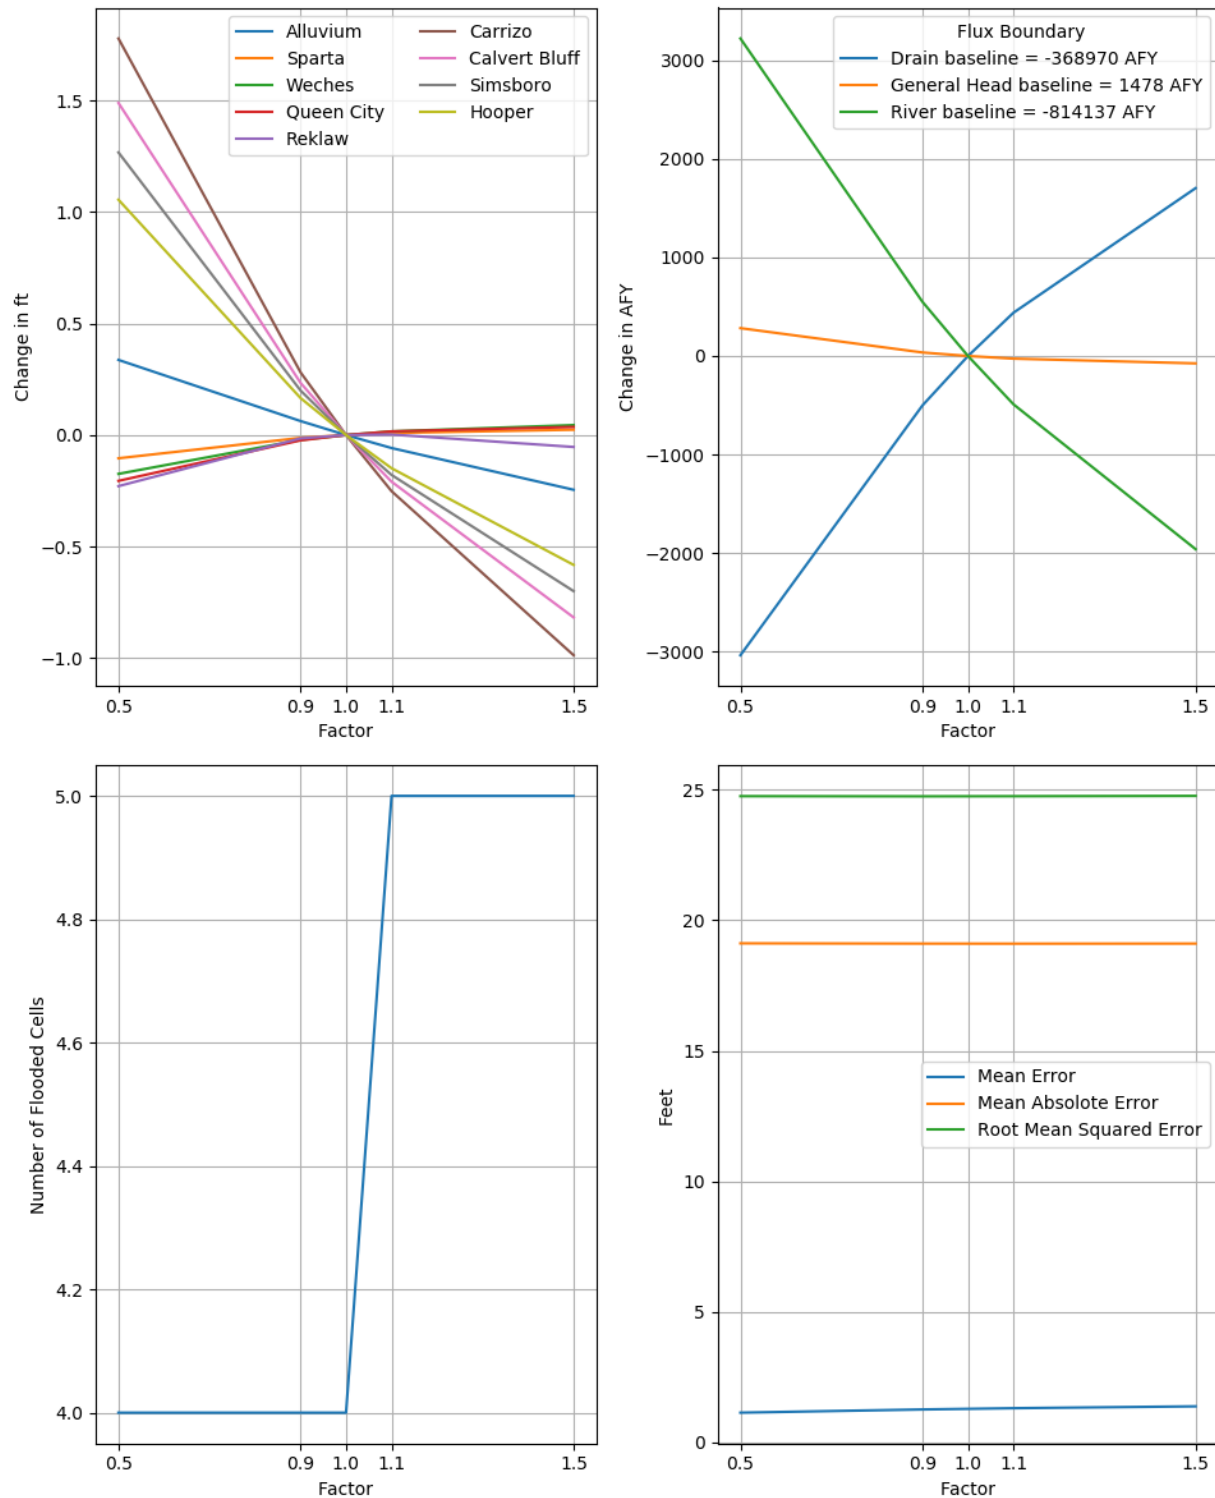 Alluvium
Sparta
Weches
Queen City
Reklaw
Carrizo
Calvert Bluff
Simsboro
Hooper
1.5
1.0
0.5
0.0
−0.5
−1.0
Change in ft
0.5 0.9 1.0 1.1 1.5
Factor
Flux Boundary
Drain baseline = -368970 AFY
General Head baseline = 1478 AFY
River baseline = -814137 AFY
3000
2000
1000
0
−1000
−2000
−3000
Change in AFY
0.5 0.9 1.0 1.1 1.5
Factor
5.0
4.8
4.6
4.4
4.2
4.0
Number of Flooded Cells
0.5 0.9 1.0 1.1 1.5
Factor
25
20
15
10
5
0
Feet
Mean Error
Mean Absolute Error
Root Mean Squared Error
0.5 0.9 1.0 1.1 1.5
Factor